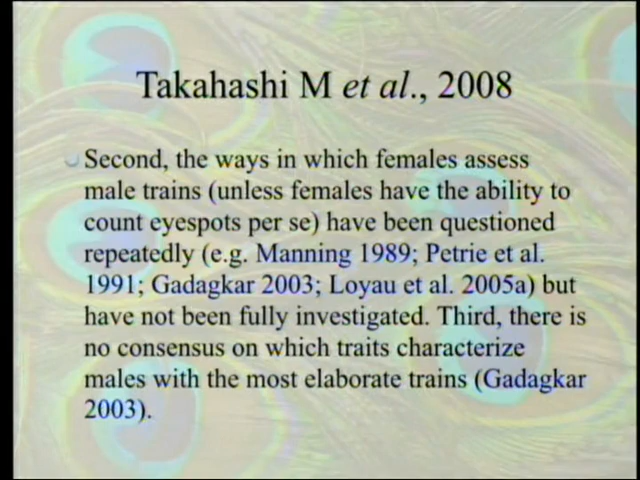 Takahashi M et al., 2008
Second, the ways in which females assess
male trains (unless females have the ability to
count eyespots per se) have been questioned
repeatedly (e.g. Manning 1989; Petrie et al.
1991; Gadagkar 2003; Loyau et al. 2005a) but
have not been fully investigated. Third, there is
no consensus on which traits characterize
males with the most elaborate trains (Gadagkar
2003).